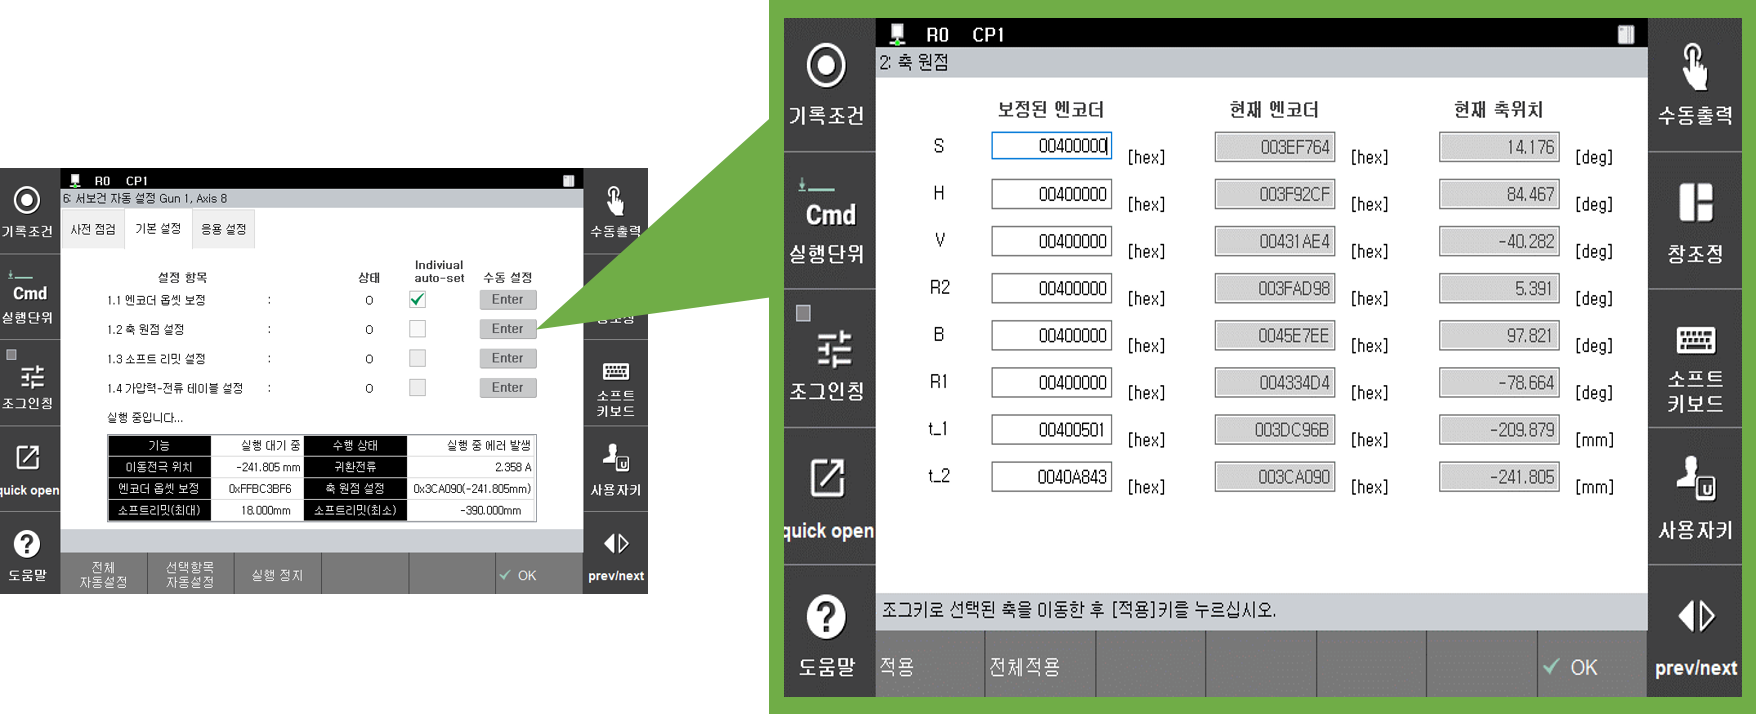 R0 CP1
6: 서보건 자동 설정 Gun 1, Axis 8
사전 점검 기본 설정 응용 설정
설정 항목 상태 Indiviual auto-set 수동 설정
1.1 엔코더 옵셋 보정 : O Enter
1.2 축 원점 설정 : O Enter
1.3 소프트 리밋 설정 : O Enter
1.4 가압력-전류 테이블 설정 : O Enter
실행 중입니다...
기능 실행 대기 중 수행 상태 실행 중 에러 발생
이동전극 위치 -241.805 mm 귀환전류 2.358 A
엔코더 옵셋 보정 0xFFBC3BF6 축 원점 설정 0x3CA090(-241.805mm)
소프트리밋(최대) 18.000mm 소프트리밋(최소) -390.000mm
전체 자동설정 선택항목 자동설정 실행 정지 OK
기록조건
Cmd
실행단위
조그인칭
quick open
도움말
수동출력
소프트
키보드
사용자키
prev/next
R0 CP1
2: 축 원점
보정된 엔코더 현재 엔코더 현재 축위치
S 00400000 [hex] 003EF764 [hex] 14.176 [deg]
H 00400000 [hex] 003F92CF [hex] 84.467 [deg]
V 00400000 [hex] 00431AE4 [hex] -40.282 [deg]
R2 00400000 [hex] 003FAD98 [hex] 5.391 [deg]
B 00400000 [hex] 0045E7EE [hex] 97.821 [deg]
R1 00400000 [hex] 004334D4 [hex] -78.664 [deg]
t_1 00400501 [hex] 003DC96B [hex] -209.879 [mm]
t_2 0040A843 [hex] 003CA090 [hex] -241.805 [mm]
조그키로 선택된 축을 이동한 후 [적용]키를 누르십시오.
적용 전체적용 OK
기록조건
Cmd
실행단위
조그인칭
quick open
도움말
수동출력
창조정
소프트
키보드
사용자키
prev/next